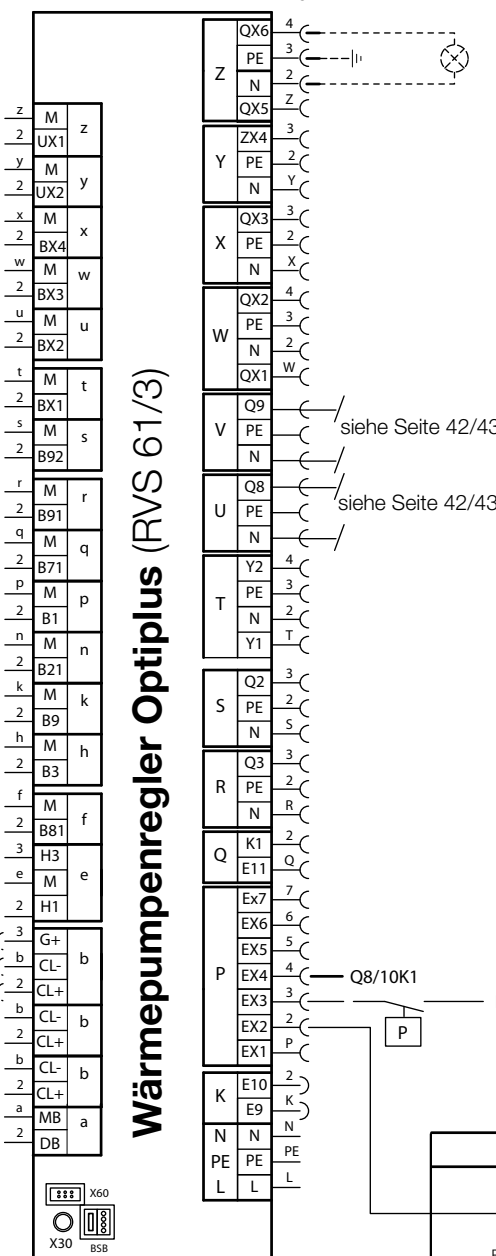 QX6 4
PE 3
Z
N 2
QX5 Z
z M
z
2 UX1
ZX4 3
Y PE 2
N Y
y M
y
2 UX2
x M
x
2 BX4
QX3 3
X PE 2
N X
w M
w
2 BX3
u M
u
2 BX2
QX2 4
PE 3
W
N 2
QX1 W
t M
t
2 BX1
s M
s
2 B92
Q9
V PE siehe Seite 42/43
N
r M
r
2 B91
Q8
U PE siehe Seite 42/43
N
q M
q
2 B71
p M
p
2 B1
Y2 4
PE 3
T
N 2
Y1 T
n M
n
2 B21
k M
k
2 B9
Q2 3
S PE 2
N S
h M
h
2 B3
Q3 3
R PE 2
N R
f M
f
2 B81
3 H3
e M e
2 H1
K1 2
Q
E11 Q
3 G+
b CL- b
2 CL+
b CL-
b
2 CL+
b CL-
b
2 CL+
Ex7 7
EX6 6
EX5 5
P EX4 4 Q8/10K1
EX3 3
EX2 2 P
EX1 P
a MB
a
2 DB
E10 2
K
E9 K
N N N
PE PE PE
L L L
Wärmepumpenregler Optiplus (RVS 61/3)
X60
X30 BSB